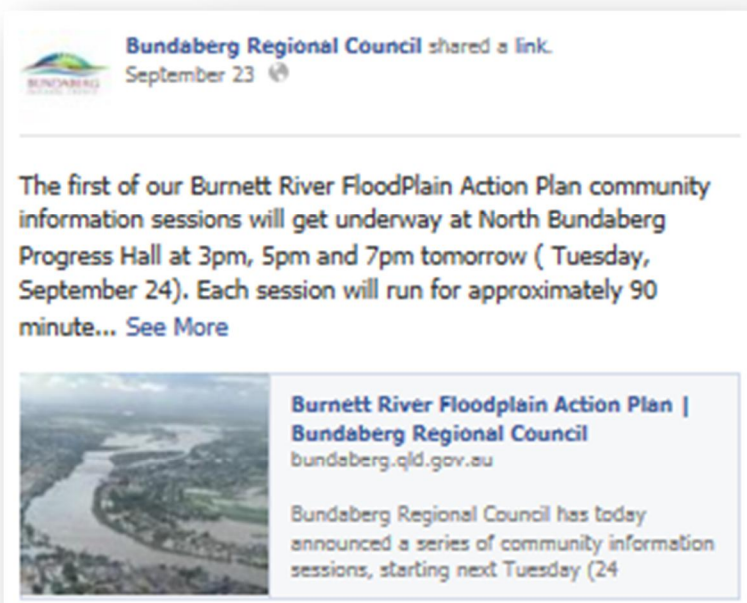 BUNDABERG
Bundaberg Regional Council shared a link.
September 23
The first of our Burnett River FloodPlain Action Plan community
information sessions will get underway at North Bundaberg
Progress Hall at 3pm, 5pm and 7pm tomorrow ( Tuesday,
September 24). Each session will run for approximately 90
minute... See More
Burnett River Floodplain Action Plan |
Bundaberg Regional Council
bundaberg.qld.gov.au
Bundaberg Regional Council has today
announced a series of community information
sessions, starting next Tuesday (24